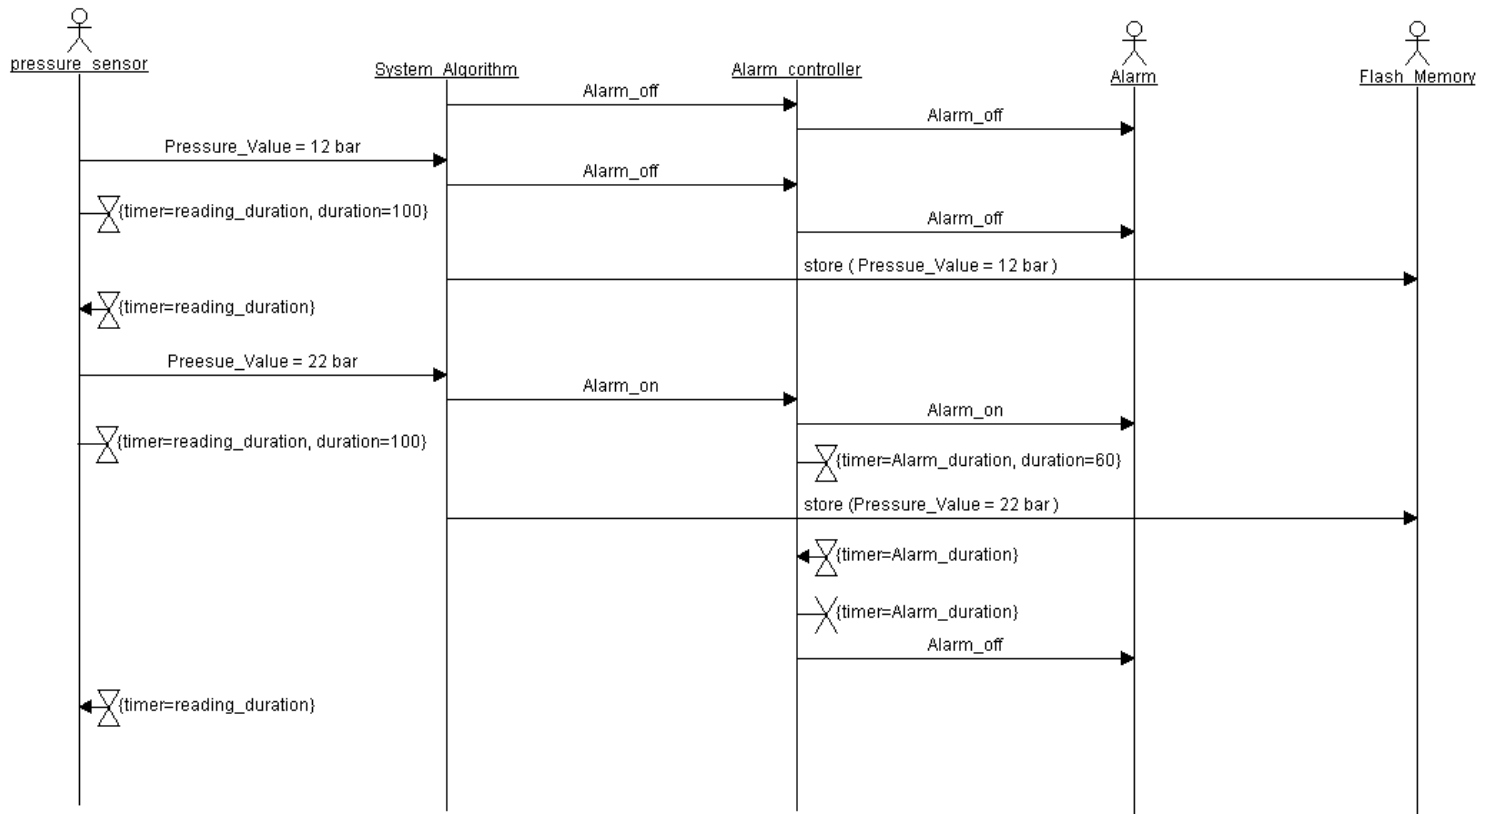 pressure_sensor
System_Algorithm
Alarm_controller
Alarm
Flash_Memory
Alarm_off
Alarm_off
Pressure_Value = 12 bar
Alarm_off
{timer=reading_duration, duration=100}
Alarm_off
store ( Pressue_Value = 12 bar )
{timer=reading_duration}
Preesue_Value = 22 bar
Alarm_on
Alarm_on
{timer=reading_duration, duration=100}
{timer=Alarm_duration, duration=60}
store (Pressure_Value = 22 bar )
{timer=Alarm_duration}
{timer=Alarm_duration}
Alarm_off
{timer=reading_duration}